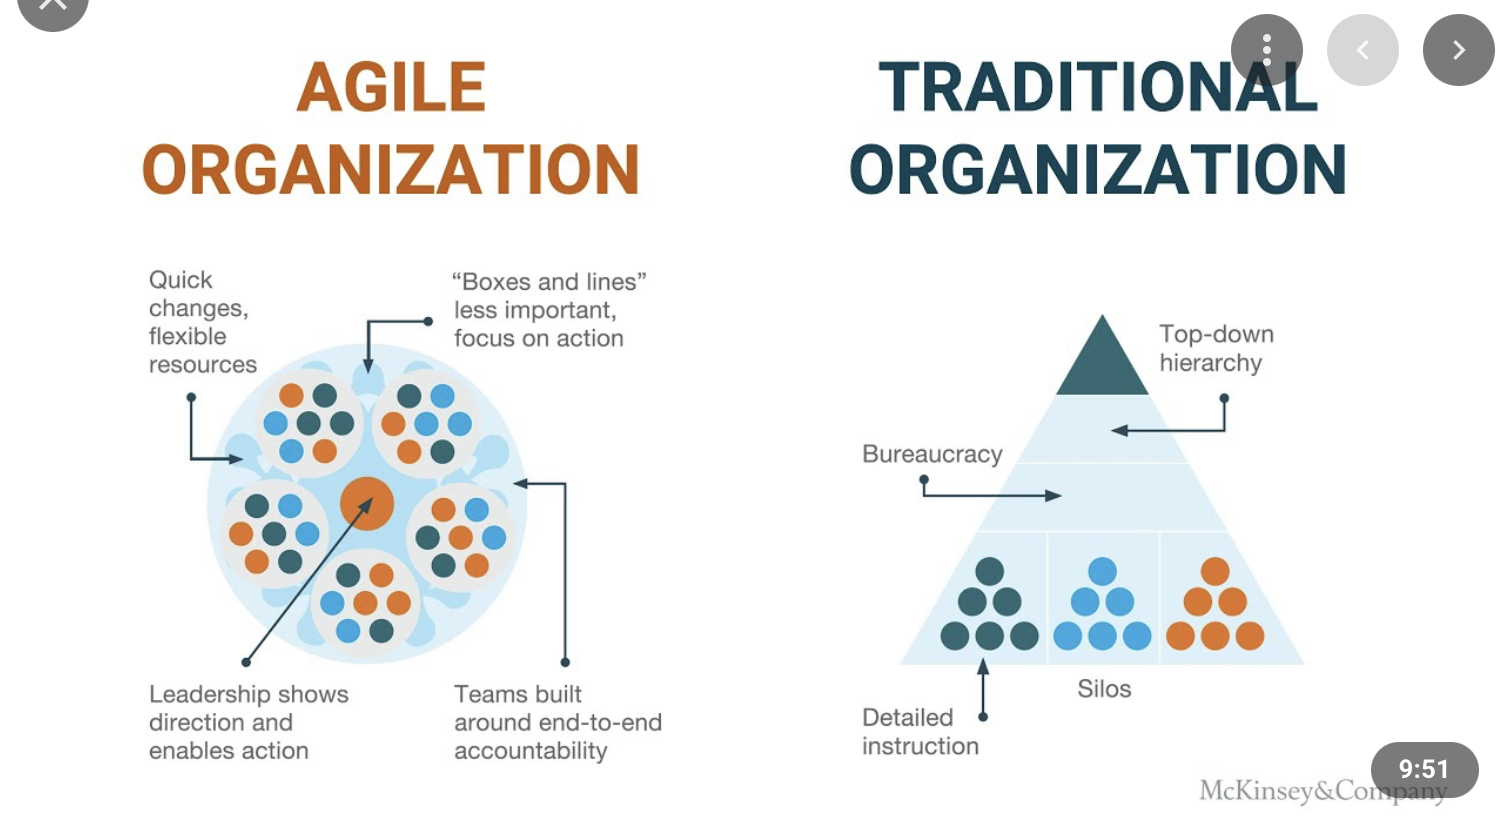 AGILE
ORGANIZATION
Quick
changes,
flexible
resources
“Boxes and lines”
less important,
focus on action
Leadership shows
direction and
enables action
Teams built
around end-to-end
accountability
TRADITIONAL
ORGANIZATION
Top-down
hierarchy
Bureaucracy
Silos
Detailed
instruction
9:51
McKinsey&Company